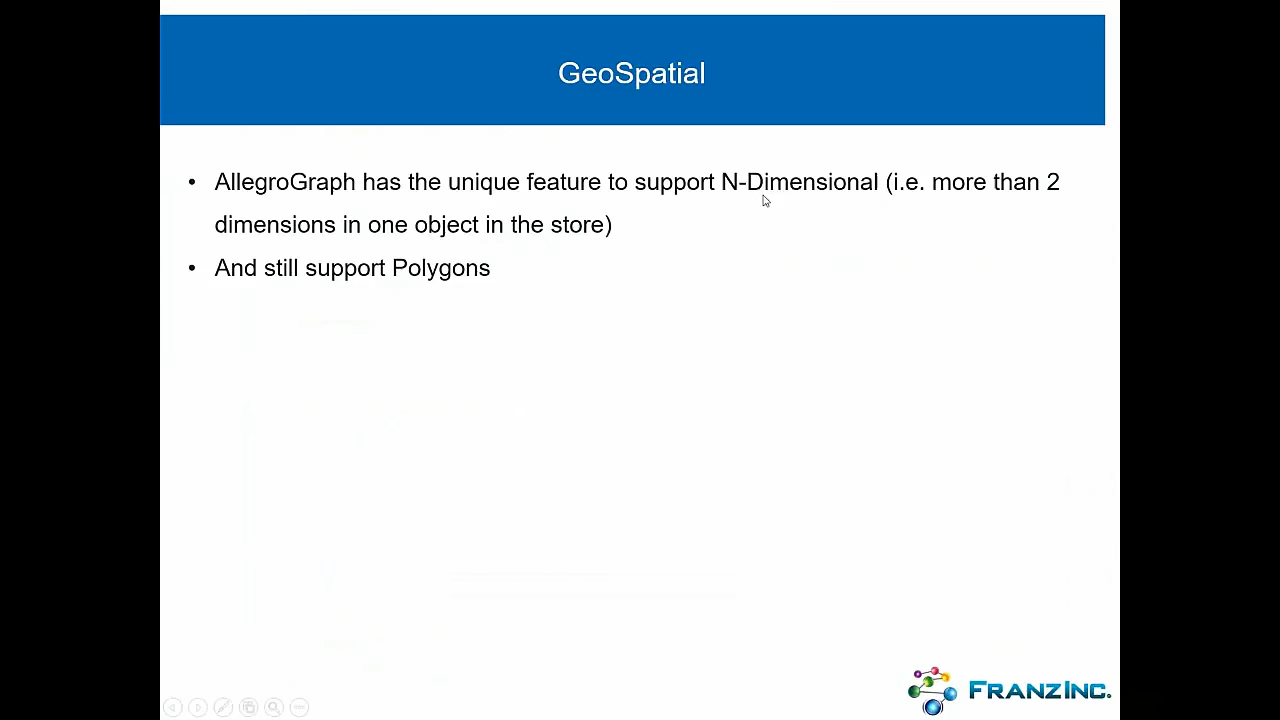 GeoSpatial
• AllegroGraph has the unique feature to support N-Dimensional (i.e. more than 2
dimensions in one object in the store)
• And still support Polygons
FRANZINC.